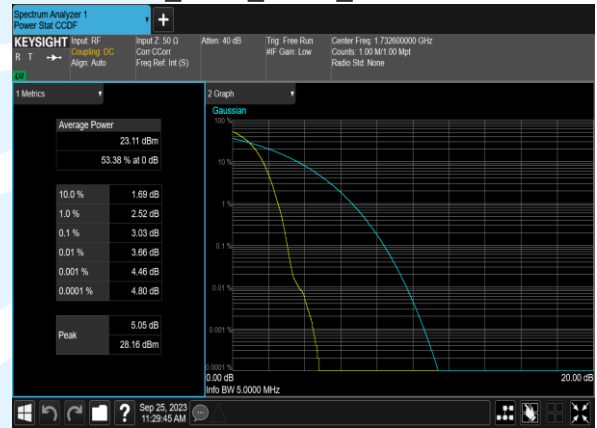 Spectrum Analyzer 1
Power Stat CCDF
+
KEYSIGHT
R T
LV
Input: RF
Coupling: DC
Align: Auto
Input Z: 50 Ω
Corr CCorr
Freq Ref: Int (S)
Atten: 40 dB
Trig: Free Run
#IF Gain: Low
Center Freq: 1.732600000 GHz
Counts: 1.00 M/1.00 Mpt
Radio Std: None
1 Metrics
Average Power
23.11 dBm
53.38 % at 0 dB
10.0 % 1.69 dB
1.0 % 2.52 dB
0.1 % 3.03 dB
0.01 % 3.66 dB
0.001 % 4.46 dB
0.0001 % 4.80 dB
Peak
5.05 dB
28.16 dBm
2 Graph
Gaussian
100 %
10 %
1 %
0.1 %
0.01 %
0.001 %
0.0001 %
0.00 dB 20.00 dB
Info BW 5.0000 MHz
? Sep 25, 2023
11:29:45 AM